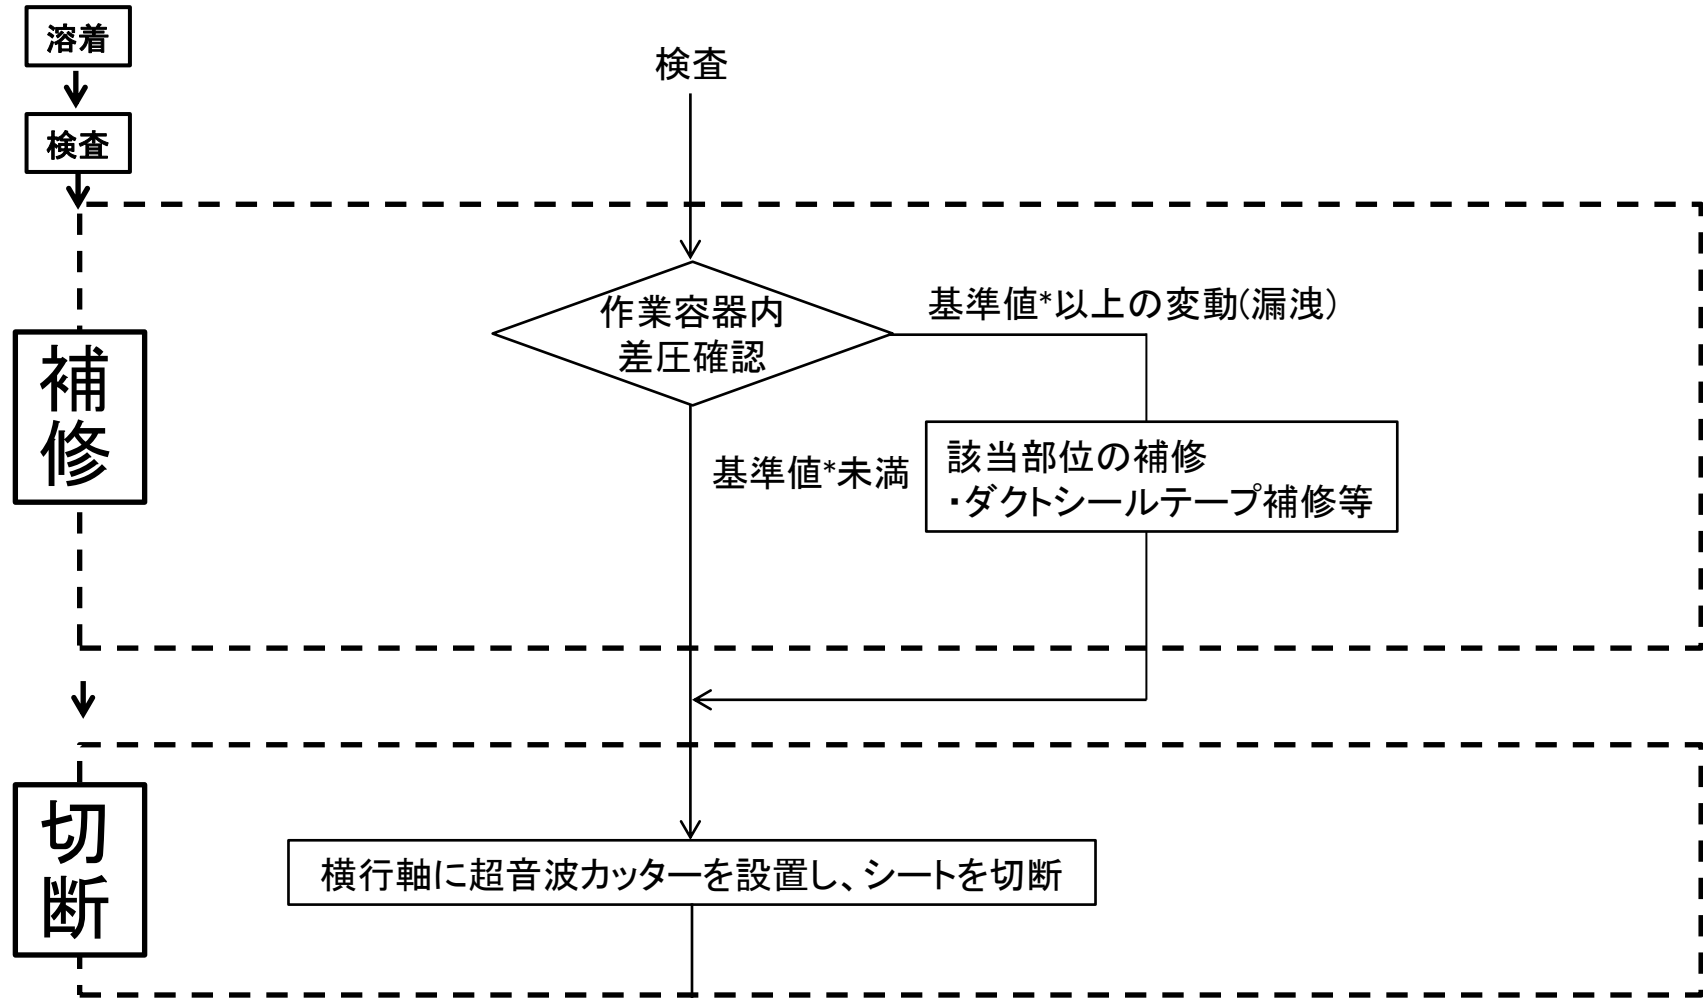 溶着
検査
検査
作業容器内
差圧確認
基準値*以上の変動(漏洩)
補修
基準値*未満
該当部位の補修
・ダクトシールテープ補修等
切断
横行軸に超音波カッターを設置し、シートを切断